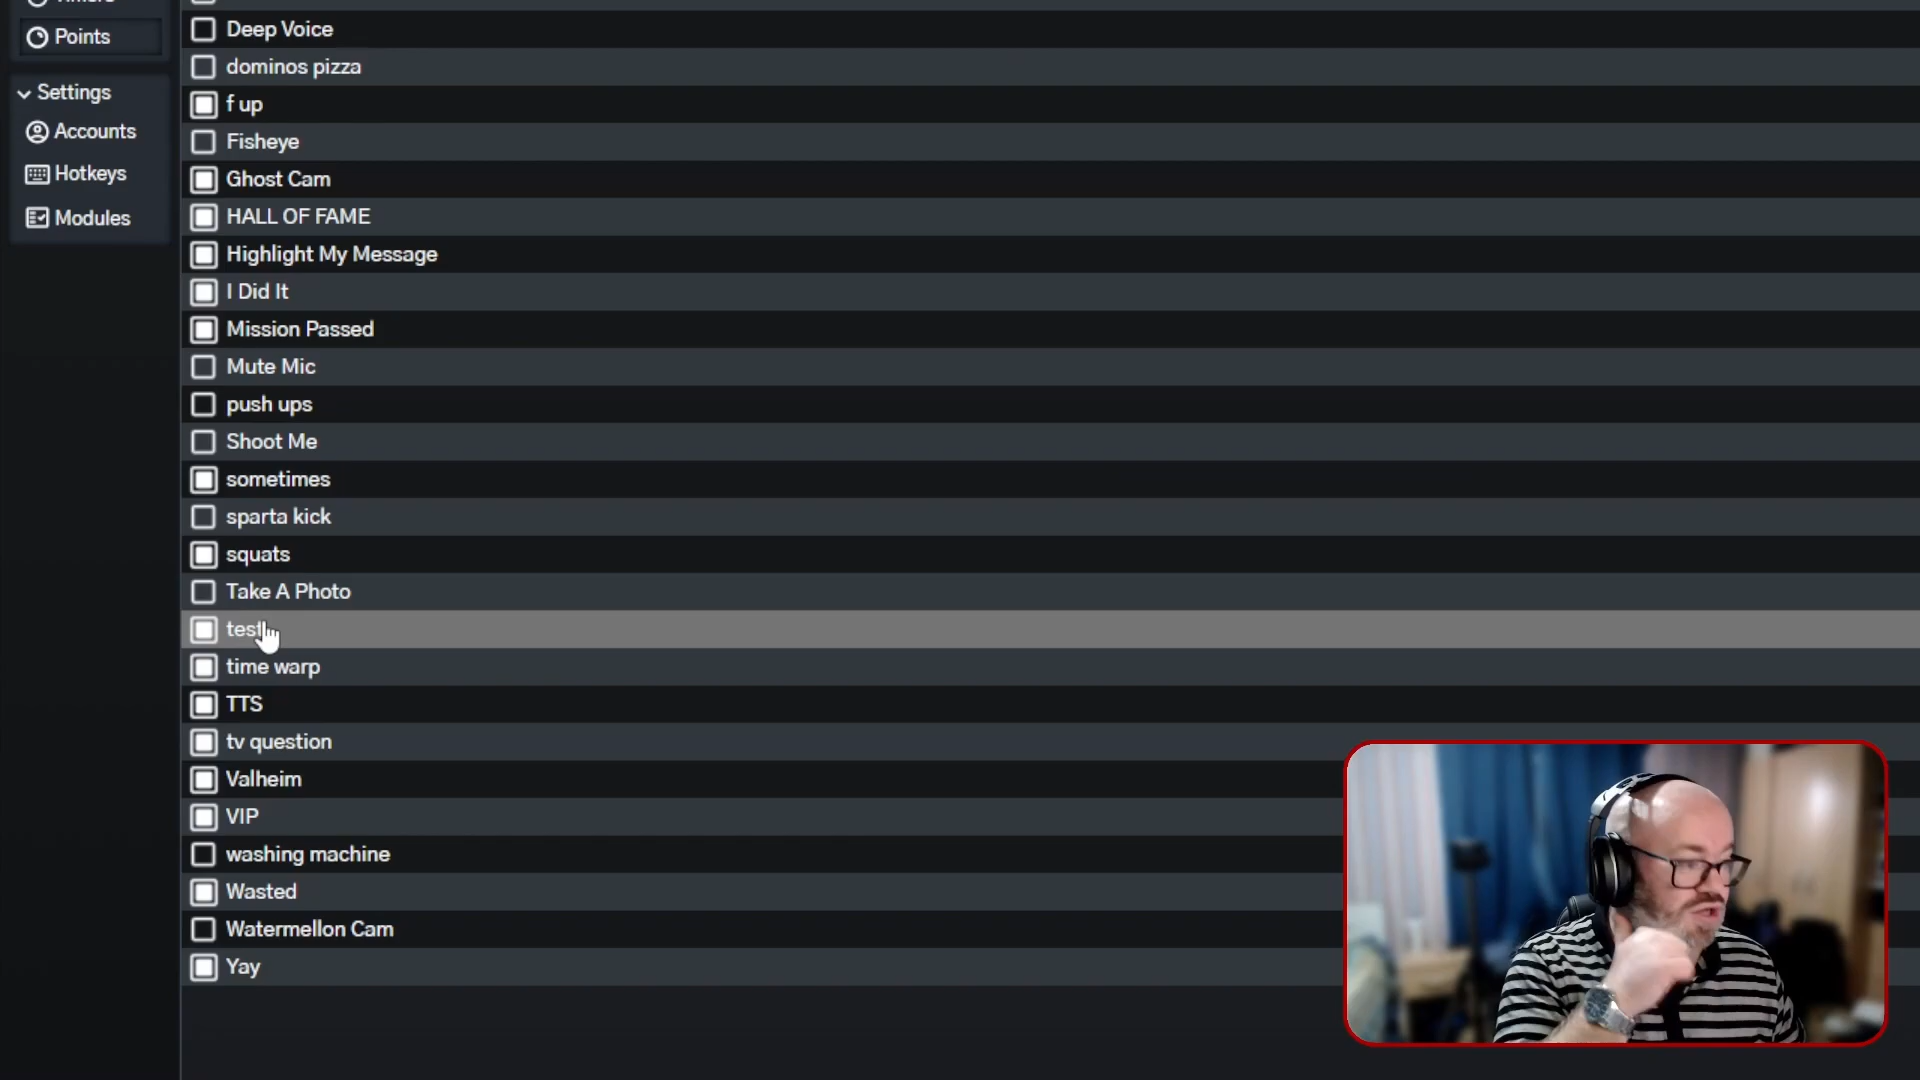 Points
Settings
Accounts
Hotkeys
Modules
Deep Voice
dominos pizza
f up
Fisheye
Ghost Cam
HALL OF FAME
Highlight My Message
I Did It
Mission Passed
Mute Mic
push ups
Shoot Me
sometimes
sparta kick
squats
Take A Photo
test
time warp
TTS
tv question
Valheim
VIP
washing machine
Wasted
Watermellon Cam
Yay